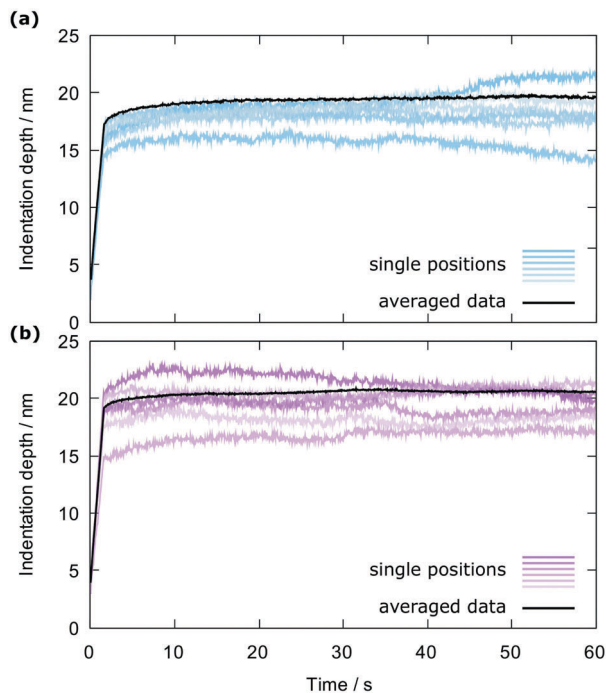 (a)
25
20
15
10
5
0
Indentation depth / nm
single positions
averaged data
(b)
25
20
15
10
5
0
Indentation depth / nm
single positions
averaged data
0 10 20 30 40 50 60
Time / s